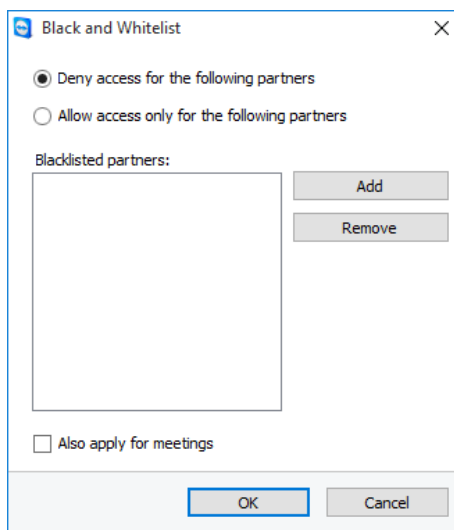 Black and Whitelist
Deny access for the following partners
Allow access only for the following partners
Blacklisted partners:
Add
Remove
Also apply for meetings
OK
Cancel